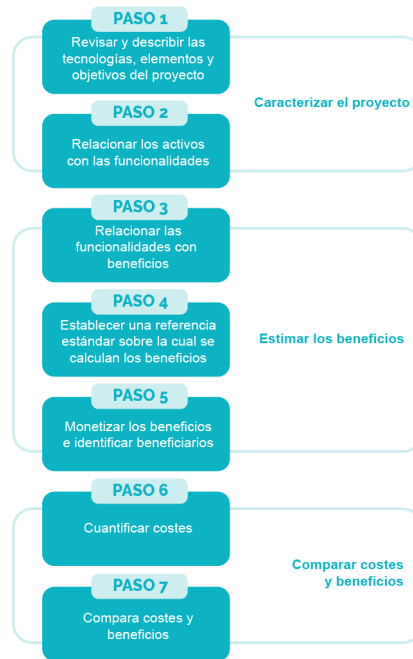 PASO 1
Revisar y describir las
tecnologías, elementos y
objetivos del proyecto
Caracterizar el proyecto
PASO 2
Relacionar los activos
con las funcionalidades
PASO 3
Relacionar las
funcionalidades con
beneficios
PASO 4
Establecer una referencia
estándar sobre la cual se
calculan los beneficios
Estimar los beneficios
PASO 5
Monetizar los beneficios
e identificar beneficiarios
PASO 6
Cuantificar costes
Comparar costes
y beneficios
PASO 7
Compara costes y
beneficios